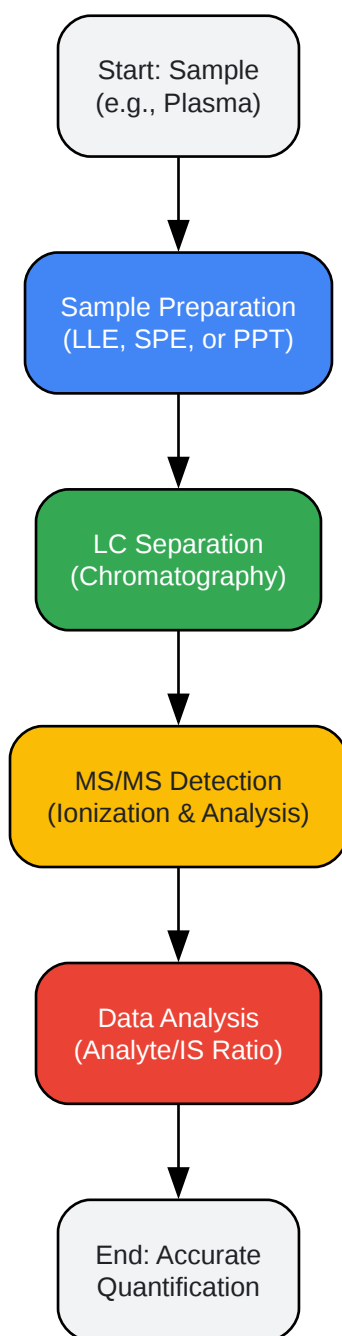 Start: Sample
(e.g., Plasma)
Sample Preparation
(LLE, SPE, or PPT)
LC Separation
(Chromatography)
MS/MS Detection
(Ionization & Analysis)
Data Analysis
(Analyte/IS Ratio)
End: Accurate
Quantification